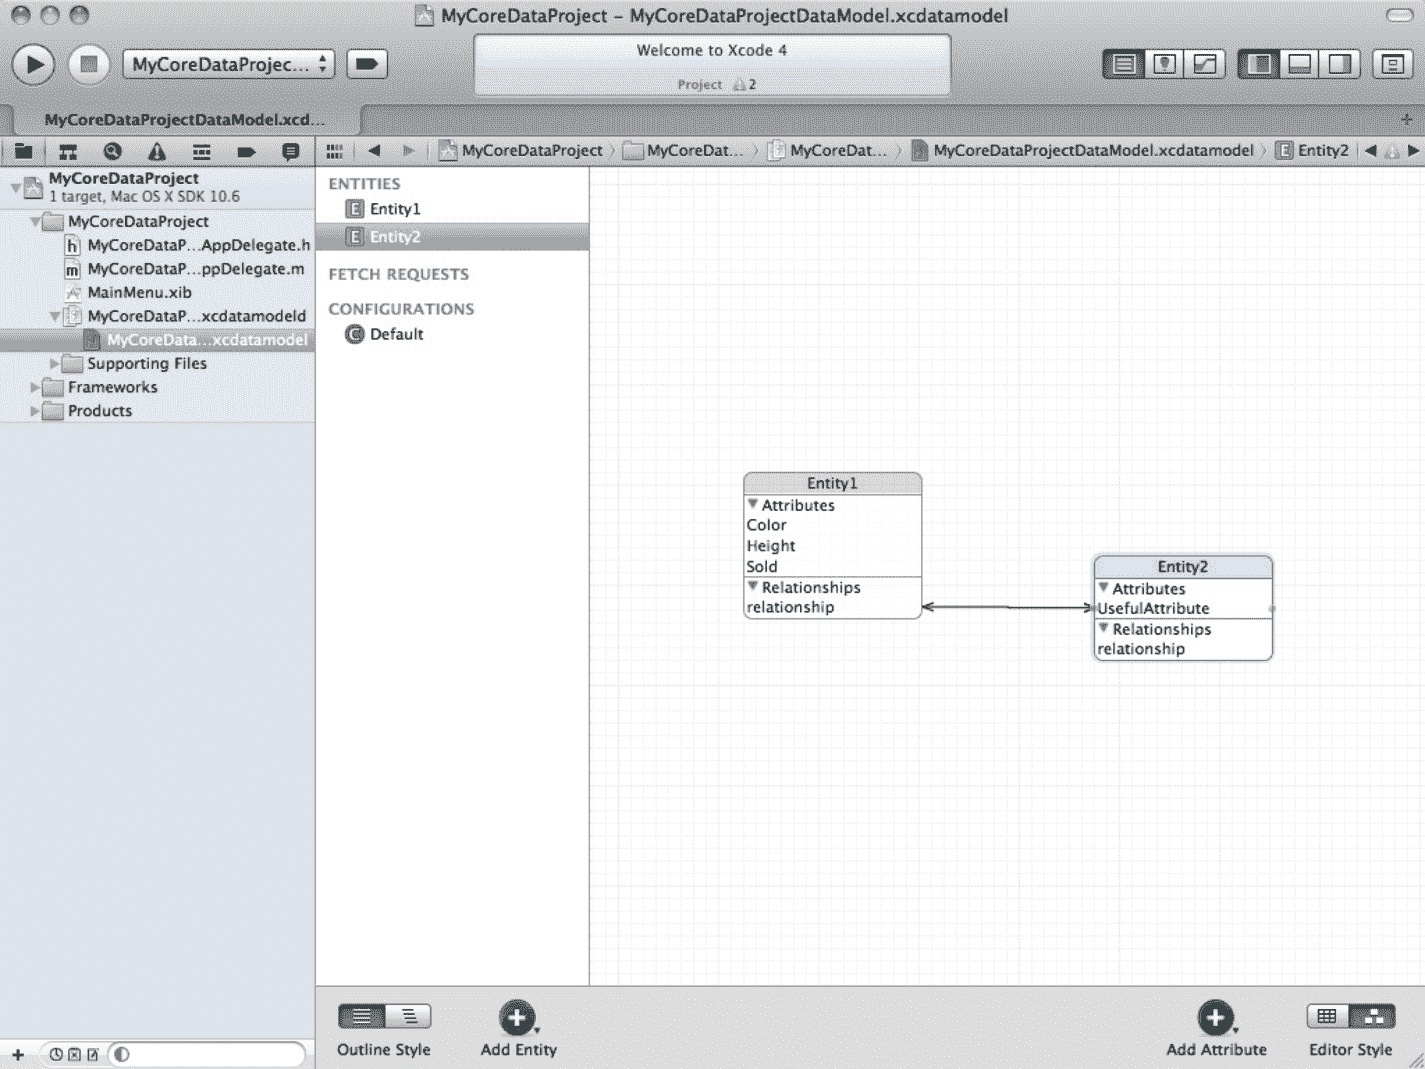 MyCoreDataProject – MyCoreDataProjectDataModel.xcdatamodel
MyCoreDataProjec...
Welcome to Xcode 4
Project 2
MyCoreDataProjectDataModel.xcd...
MyCoreDataProject
MyCoreDat...
MyCoreDat...
MyCoreDataProjectDataModel.xcdatamodel
E Entity2
MyCoreDataProject
1 target, Mac OS X SDK 10.6
MyCoreDataProject
h MyCoreDataP...AppDelegate.h
m MyCoreDataP...ppDelegate.m
MainMenu.xib
MyCoreDataP...xcdatamodeld
MyCoreData...xcdatamodel
Supporting Files
Frameworks
Products
ENTITIES
E Entity1
E Entity2
FETCH REQUESTS
CONFIGURATIONS
C Default
Entity1
Attributes
Color
Height
Sold
Relationships
relationship
Entity2
Attributes
UsefulAttribute
Relationships
relationship
Outline Style
Add Entity
Add Attribute
Editor Style